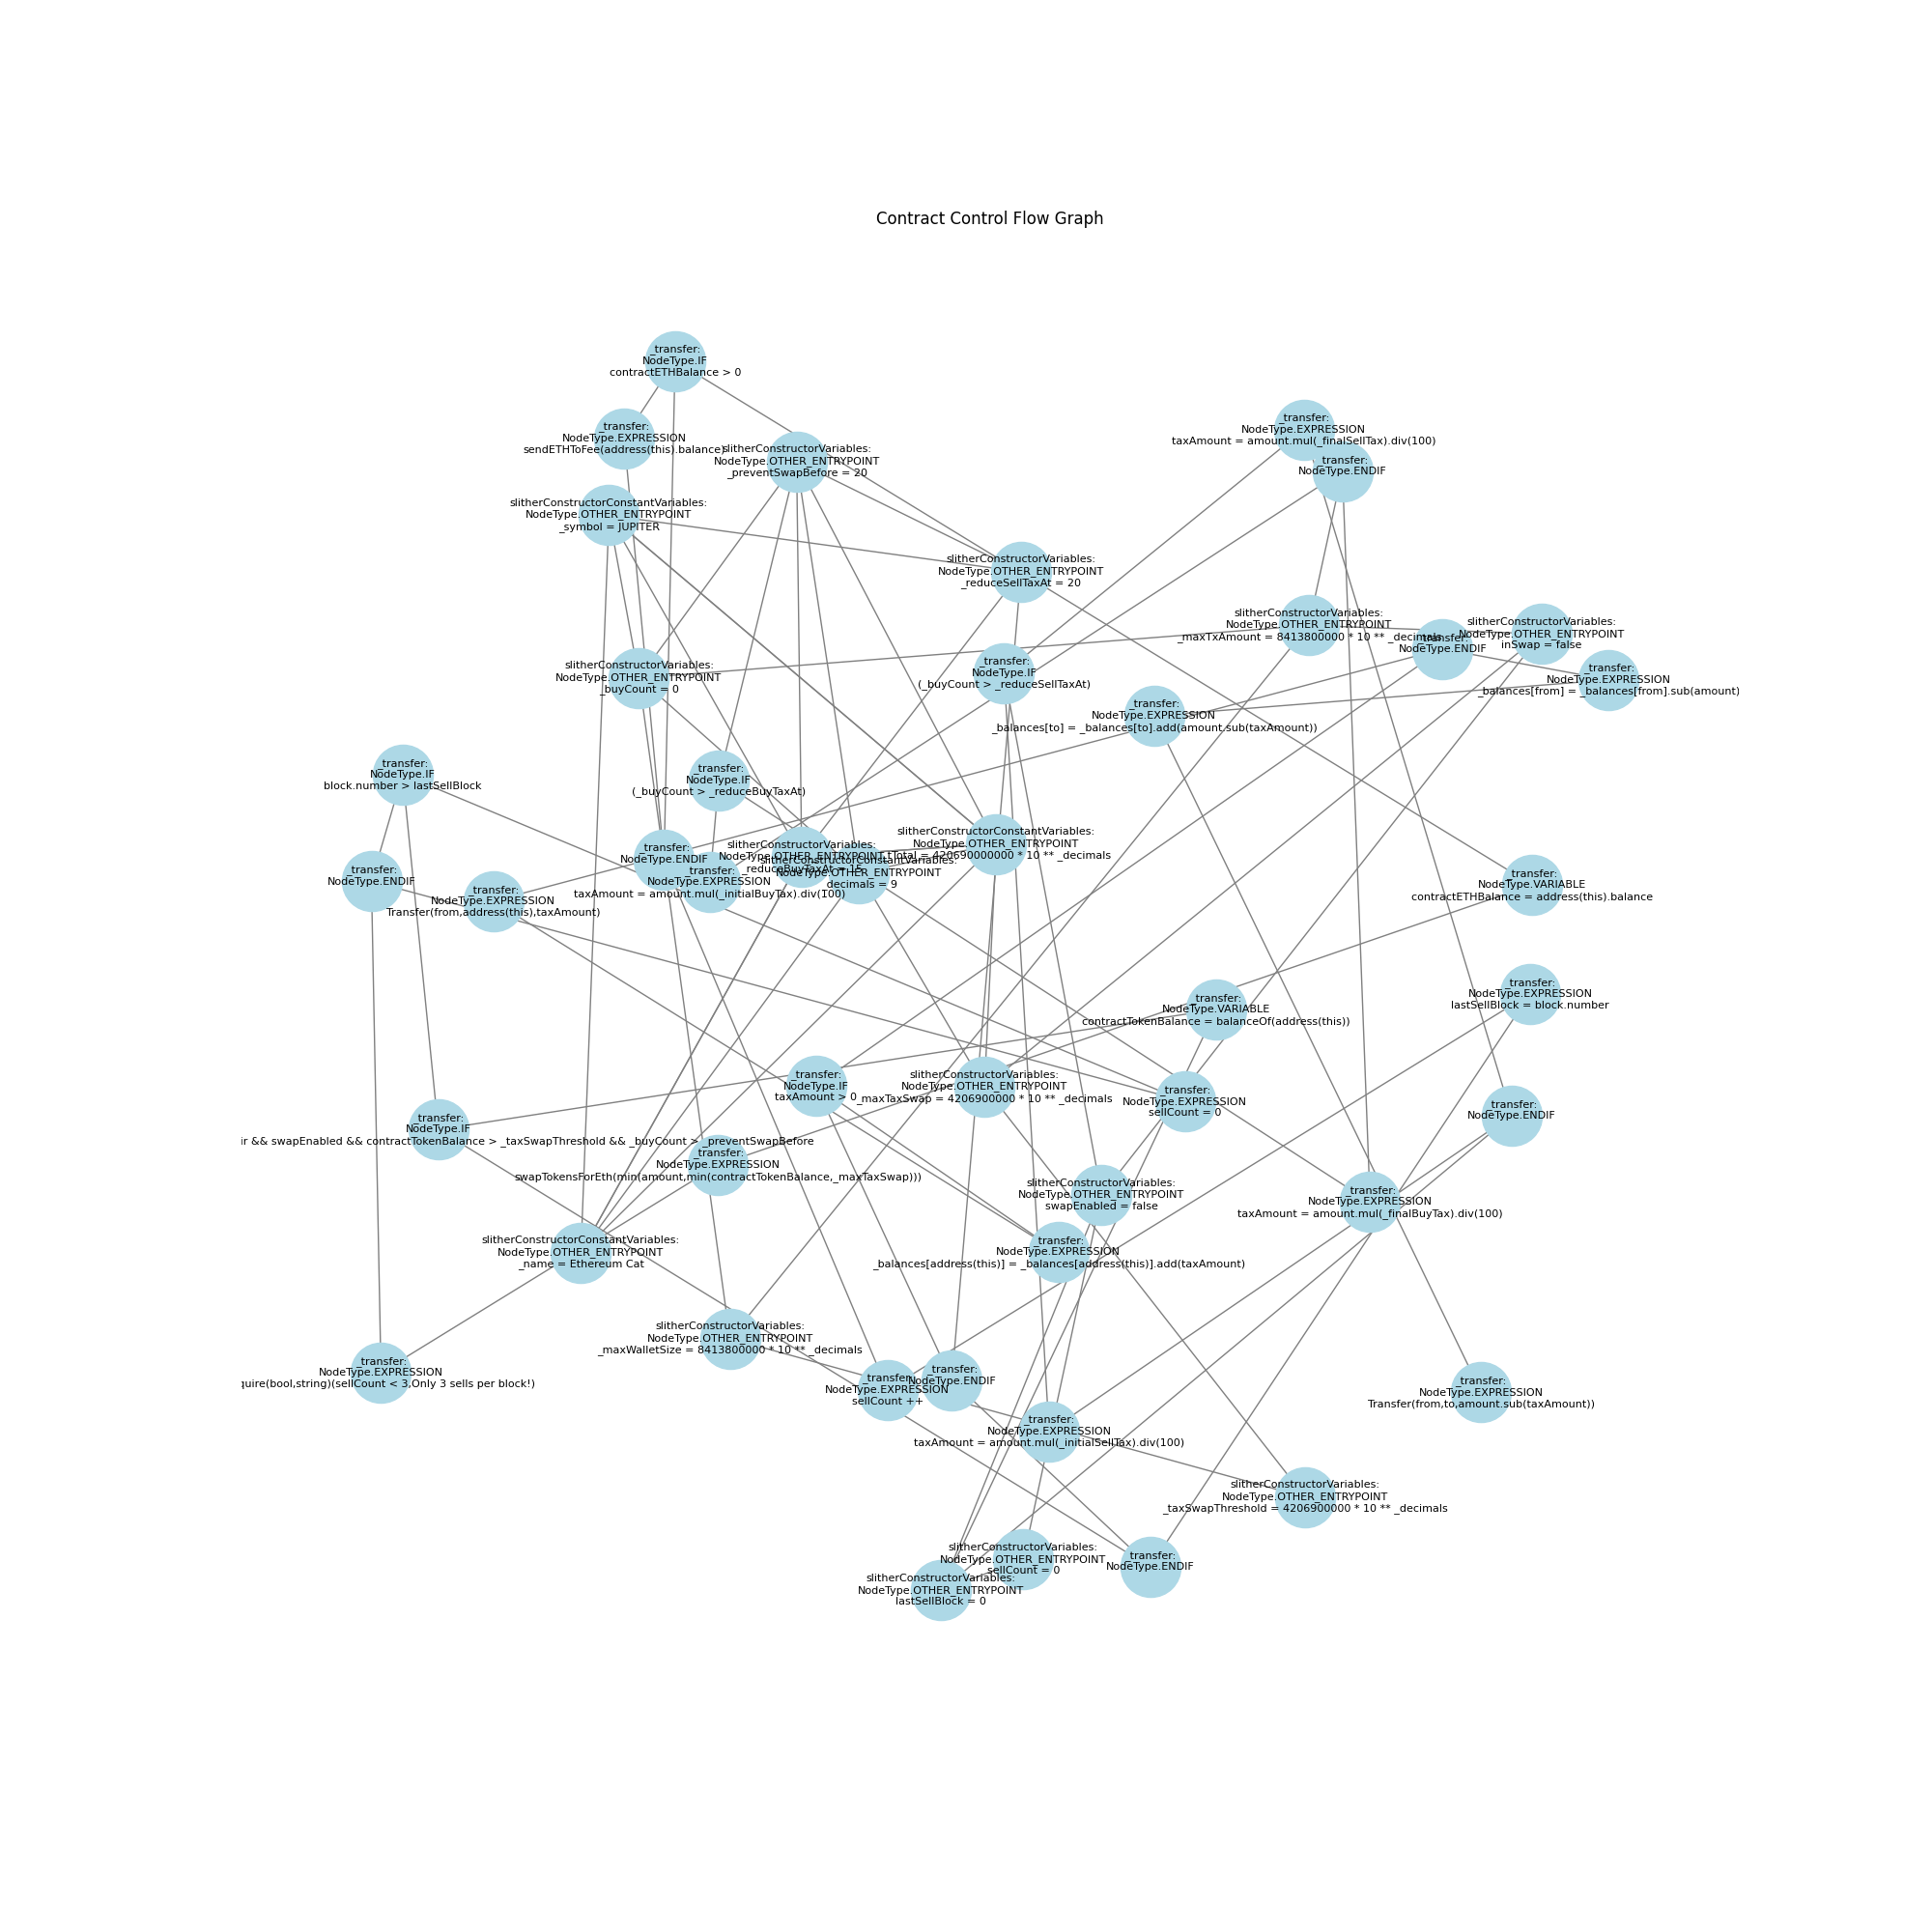 Contract Control Flow Graph
_transfer:
NodeType.IF
contractETHBalance > 0
_transfer:
NodeType.EXPRESSION
sendETHToFee(address(this).balance)
slitherConstructorVariables:
NodeType.OTHER_ENTRYPOINT
_preventSwapBefore = 20
_transfer:
NodeType.EXPRESSION
taxAmount = amount.mul(_finalSellTax).div(100)
_transfer:
NodeType.ENDIF
slitherConstructorConstantVariables:
NodeType.OTHER_ENTRYPOINT
_symbol = JUPITER
slitherConstructorVariables:
NodeType.OTHER_ENTRYPOINT
_reduceSellTaxAt = 20
slitherConstructorVariables:
NodeType.OTHER_ENTRYPOINT
_maxTxAmount = 8413800000 * 10 ** _decimals
_transfer:
NodeType.ENDIF
slitherConstructorVariables:
NodeType.OTHER_ENTRYPOINT
inSwap = false
slitherConstructorVariables:
NodeType.OTHER_ENTRYPOINT
_buyCount = 0
_transfer:
NodeType.IF
(_buyCount > _reduceSellTaxAt)
_transfer:
NodeType.EXPRESSION
_balances[from] = _balances[from].sub(amount)
_transfer:
NodeType.EXPRESSION
_balances[to] = _balances[to].add(amount.sub(taxAmount))
_transfer:
NodeType.IF
block.number > lastSellBlock
_transfer:
NodeType.IF
(_buyCount > _reduceBuyTaxAt)
_transfer:
NodeType.ENDIF
slitherConstructorVariables:
NodeType.OTHER_ENTRYPOINT
_reduceBuyTaxAt = 15
slitherConstructorConstantVariables:
NodeType.OTHER_ENTRYPOINT
_tTotal = 420690000000 * 10 ** _decimals
_transfer:
NodeType.ENDIF
_transfer:
NodeType.EXPRESSION
Transfer(from,address(this),taxAmount)
_transfer:
NodeType.EXPRESSION
taxAmount = amount.mul(_initialBuyTax).div(100)
slitherConstructorConstantVariables:
NodeType.OTHER_ENTRYPOINT
_decimals = 9
_transfer:
NodeType.VARIABLE
contractETHBalance = address(this).balance
_transfer:
NodeType.EXPRESSION
lastSellBlock = block.number
_transfer:
NodeType.VARIABLE
contractTokenBalance = balanceOf(address(this))
_transfer:
NodeType.IF
taxAmount > 0
slitherConstructorVariables:
NodeType.OTHER_ENTRYPOINT
_maxTaxSwap = 4206900000 * 10 ** _decimals
_transfer:
NodeType.EXPRESSION
sellCount = 0
_transfer:
NodeType.ENDIF
_transfer:
NodeType.IF
ir && swapEnabled && contractTokenBalance > _taxSwapThreshold && _buyCount > _preventSwapBefore
_transfer:
NodeType.EXPRESSION
swapTokensForEth(min(amount,min(contractTokenBalance,_maxTaxSwap)))
slitherConstructorVariables:
NodeType.OTHER_ENTRYPOINT
swapEnabled = false
_transfer:
NodeType.EXPRESSION
taxAmount = amount.mul(_finalBuyTax).div(100)
slitherConstructorConstantVariables:
NodeType.OTHER_ENTRYPOINT
_name = Ethereum Cat
_transfer:
NodeType.EXPRESSION
_balances[address(this)] = _balances[address(this)].add(taxAmount)
slitherConstructorVariables:
NodeType.OTHER_ENTRYPOINT
_maxWalletSize = 8413800000 * 10 ** _decimals
_transfer:
NodeType.EXPRESSION
quire(bool,string)(sellCount < 3,Only 3 sells per block!)
_transfer:
NodeType.EXPRESSION
sellCount ++
_transfer:
NodeType.ENDIF
_transfer:
NodeType.EXPRESSION
Transfer(from,to,amount.sub(taxAmount))
_transfer:
NodeType.EXPRESSION
taxAmount = amount.mul(_initialSellTax).div(100)
slitherConstructorVariables:
NodeType.OTHER_ENTRYPOINT
_taxSwapThreshold = 4206900000 * 10 ** _decimals
slitherConstructorVariables:
NodeType.OTHER_ENTRYPOINT
sellCount = 0
_transfer:
NodeType.ENDIF
slitherConstructorVariables:
NodeType.OTHER_ENTRYPOINT
lastSellBlock = 0